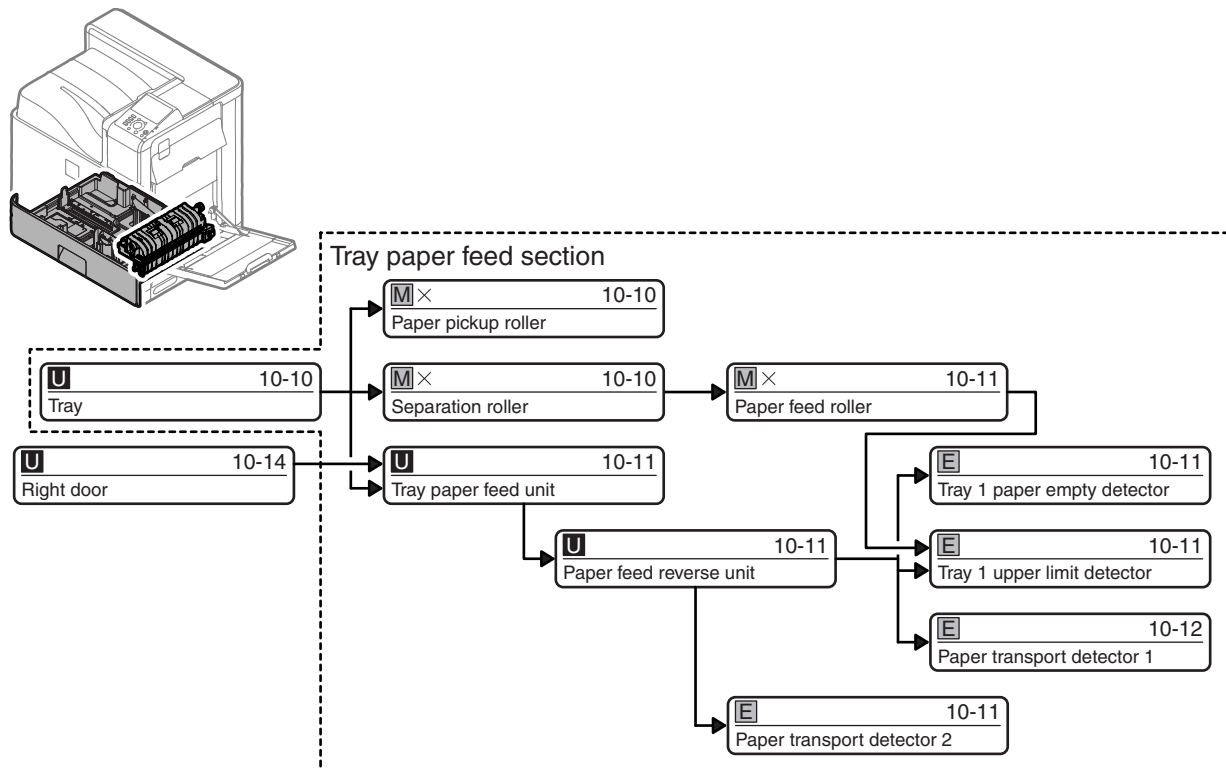 Tray paper feed section
M × 10-10
Paper pickup roller
U 10-10
Tray
M × 10-10
Separation roller
M × 10-11
Paper feed roller
U 10-14
Right door
U 10-11
Tray paper feed unit
E 10-11
Tray 1 paper empty detector
U 10-11
Paper feed reverse unit
E 10-11
Tray 1 upper limit detector
E 10-12
Paper transport detector 1
E 10-11
Paper transport detector 2